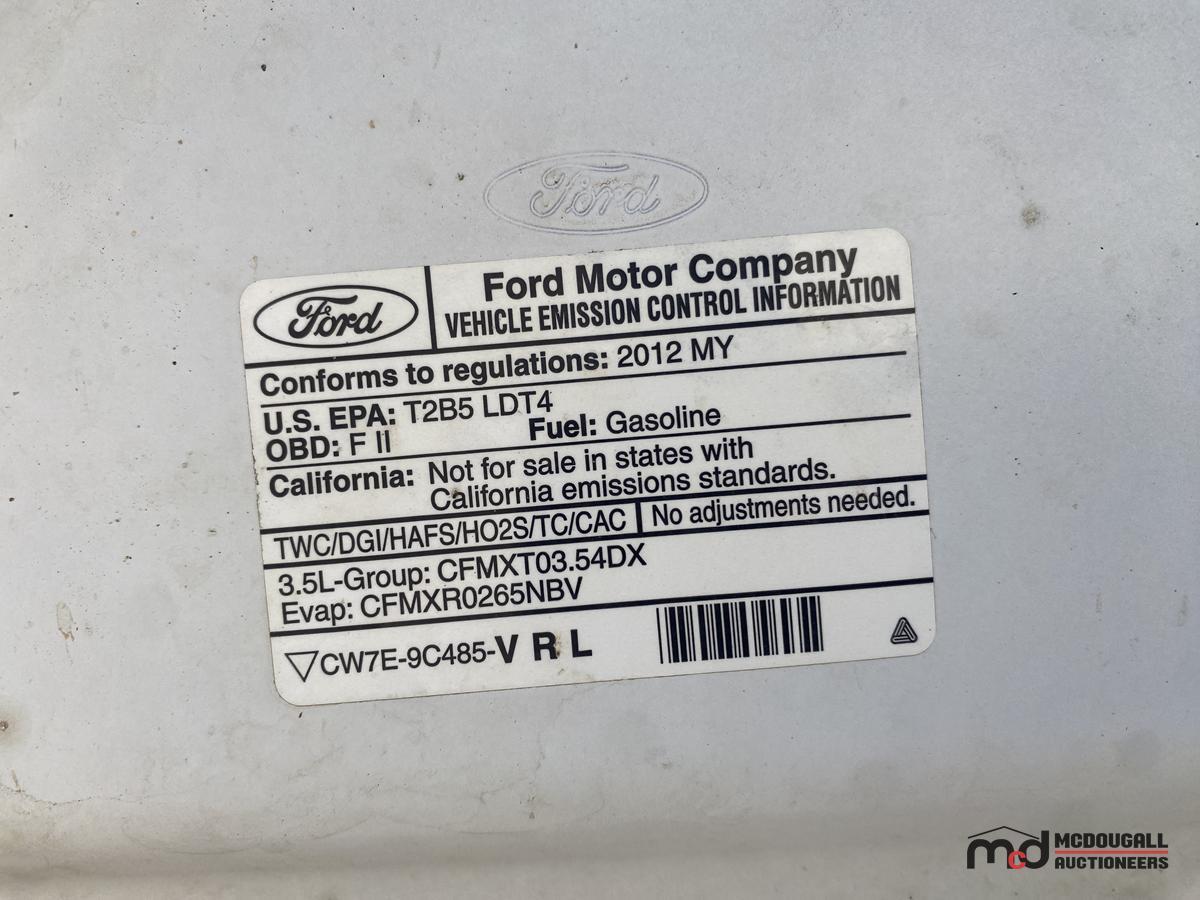 Ford
Ford
Ford Motor Company
VEHICLE EMISSION CONTROL INFORMATION
Conforms to regulations: 2012 MY
U.S. EPA: T2B5 LDT4
OBD: F II Fuel: Gasoline
California: Not for sale in states with
California emissions standards.
TWC/DGI/HAFS/HO2S/TC/CAC No adjustments needed.
3.5L-Group: CFMXT03.54DX
Evap: CFMXR0265NBV
CW7E-9C485-V R L
mcd MCDOUGALL
AUCTIONEERS